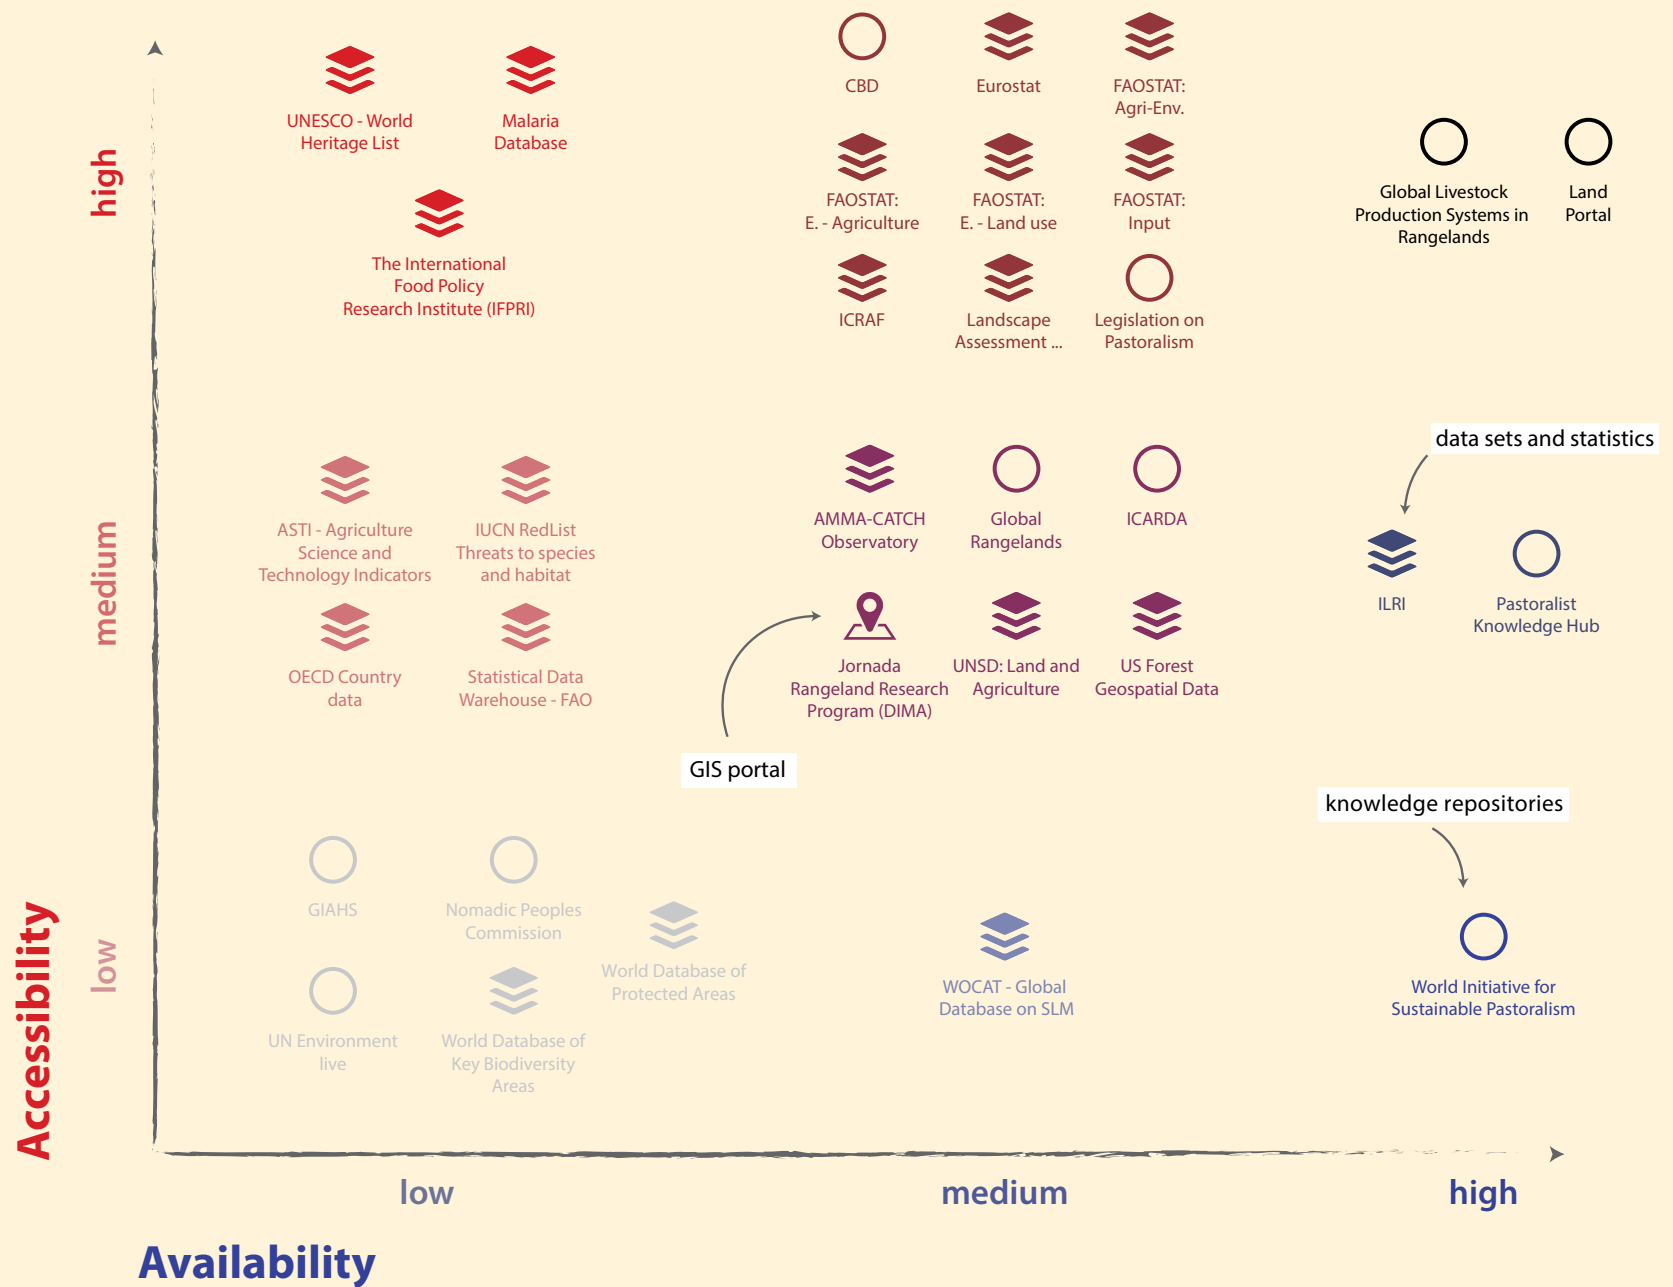 high
UNESCO - World
Heritage List
Malaria
Database
The International
Food Policy
Research Institute (IFPRI)
CBD
Eurostat
FAOSTAT:
Agri-Env.
FAOSTAT:
E. - Agriculture
FAOSTAT:
E. - Land use
FAOSTAT:
Input
ICRAF
Landscape
Assessment ...
Legislation on
Pastoralism
Global Livestock
Production Systems in
Rangelands
Land
Portal
medium
ASTI - Agriculture
Science and
Technology Indicators
IUCN RedList
Threats to species
and habitat
OECD Country
data
Statistical Data
Warehouse - FAO
AMMA-CATCH
Observatory
Global
Rangelands
ICARDA
Jornada
Rangeland Research
Program (DIMA)
UNSD: Land and
Agriculture
US Forest
Geospatial Data
GIS portal
data sets and statistics
ILRI
Pastoralist
Knowledge Hub
knowledge repositories
Accessibility
low
GIAHS
Nomadic Peoples
Commission
World Database of
Protected Areas
UN Environment
live
World Database of
Key Biodiversity
Areas
WOCAT - Global
Database on SLM
World Initiative for
Sustainable Pastoralism
low
medium
high
Availability